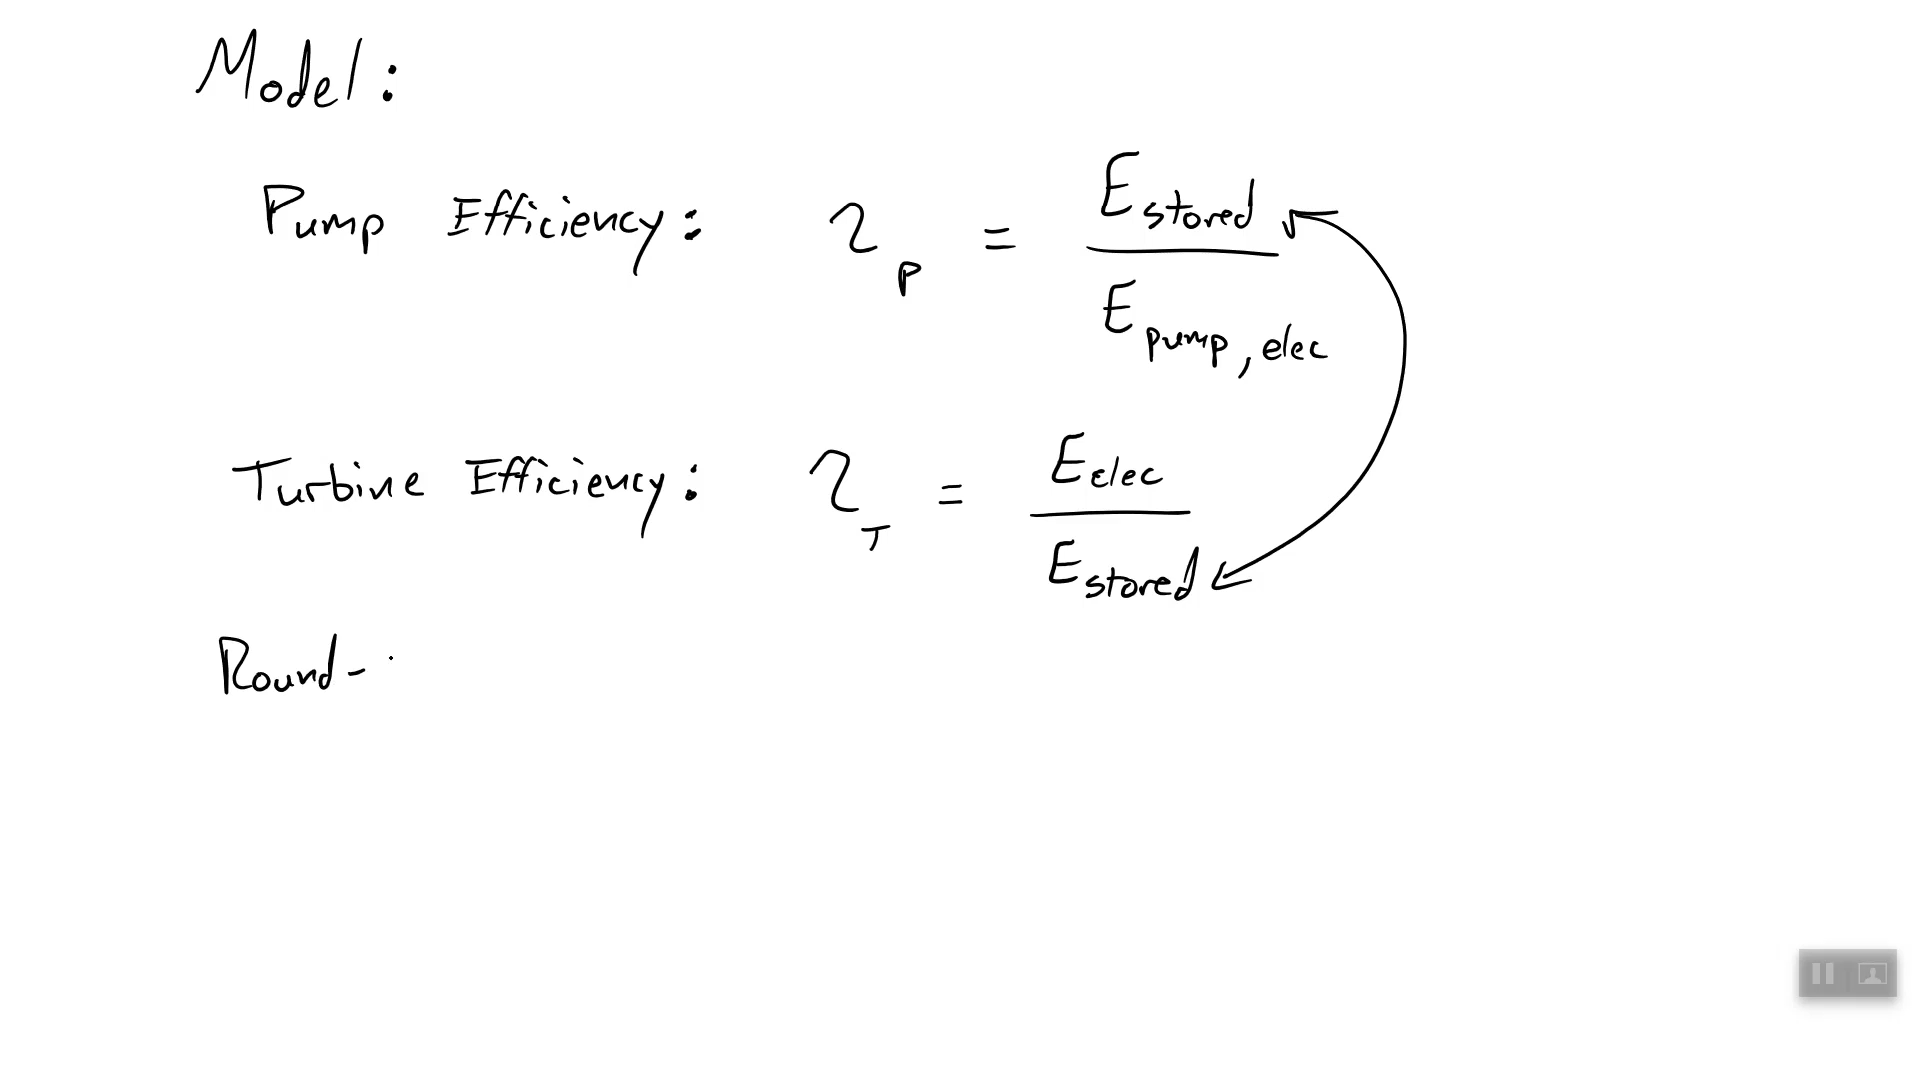 Model:
Pump Efficiency: η_P = E_stored / E_pump, elec
Turbine Efficiency: η_T = E_elec / E_stored
Round-